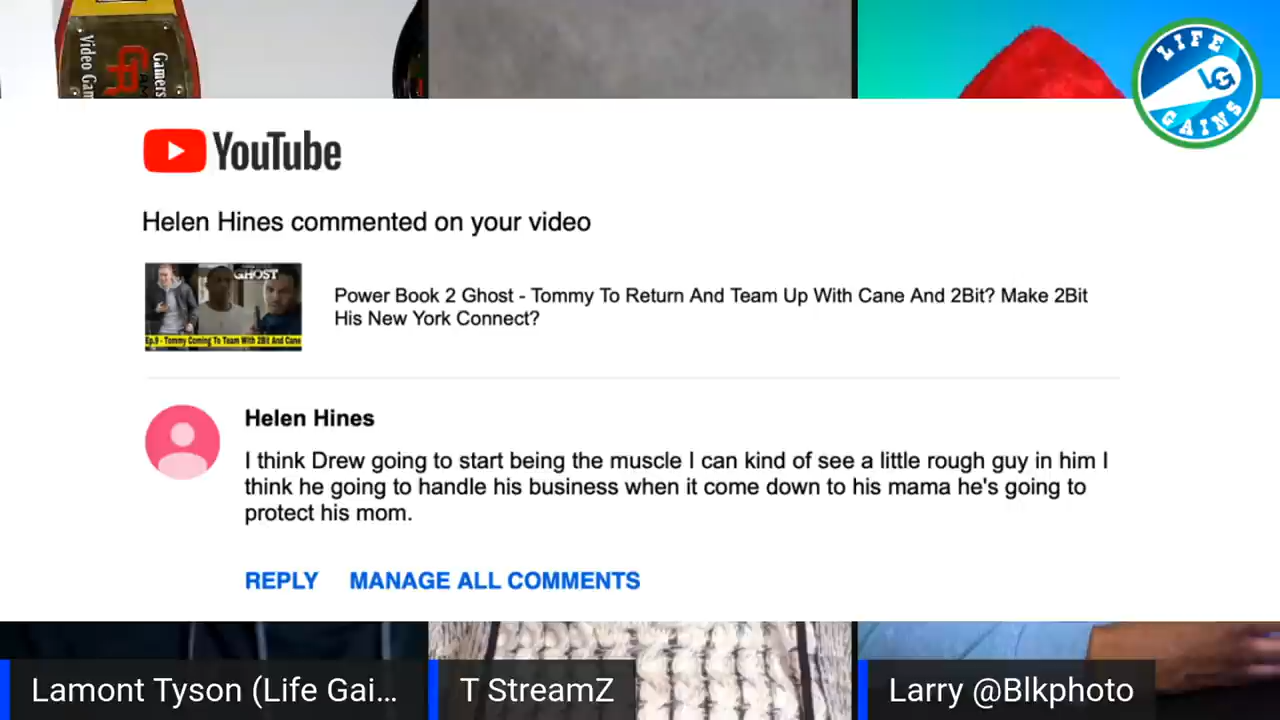 Gamers
GR
Video Gam
LIFE
LG
GAINS
YouTube
Helen Hines commented on your video
GHOST
Ep.9 - Tommy Coming To Team With 2Bit And Cane
Power Book 2 Ghost - Tommy To Return And Team Up With Cane And 2Bit? Make 2Bit
His New York Connect?
Helen Hines
I think Drew going to start being the muscle I can kind of see a little rough guy in him I
think he going to handle his business when it come down to his mama he's going to
protect his mom.
REPLY MANAGE ALL COMMENTS
Lamont Tyson (Life Gai...
T StreamZ
Larry @Blkphoto